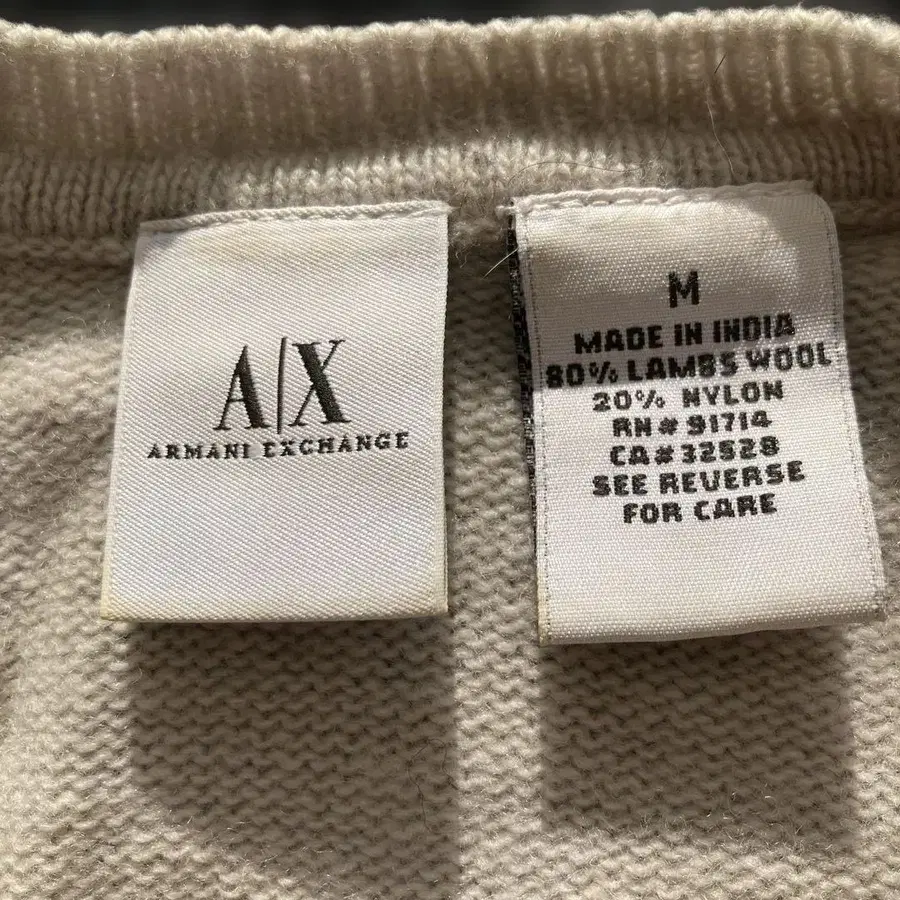 A|X
ARMANI EXCHANGE
M
MADE IN INDIA
80% LAMBS WOOL
20% NYLON
RN# 91714
CA# 32528
SEE REVERSE
FOR CARE